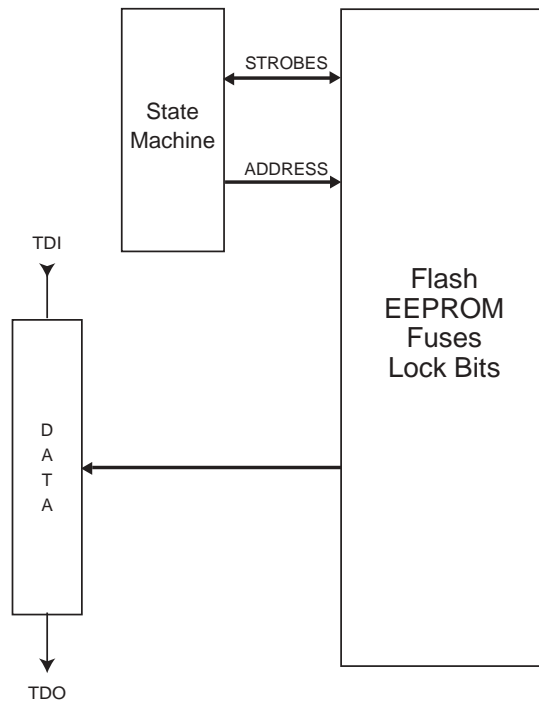 STROBES
State
Machine
ADDRESS
TDI
Flash
EEPROM
Fuses
Lock Bits
D
A
T
A
TDO